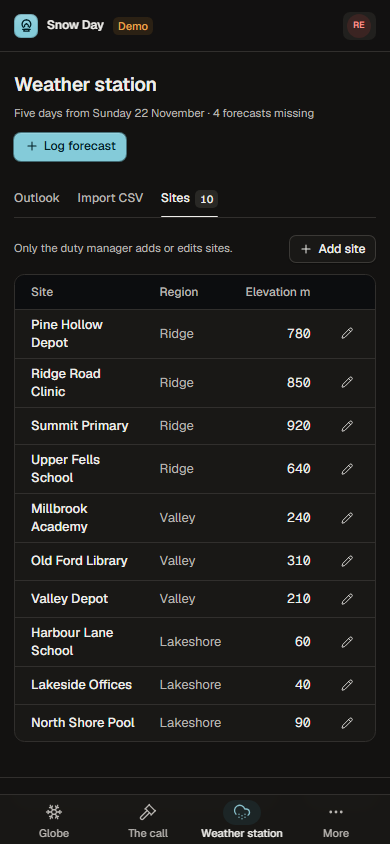 Snow Day Demo RE
Weather station
Five days from Sunday 22 November · 4 forecasts missing
+ Log forecast
Outlook Import CSV Sites 10
Only the duty manager adds or edits sites. + Add site
Site Region Elevation m
Pine Hollow
Depot Ridge 780
Ridge Road
Clinic Ridge 850
Summit Primary Ridge 920
Upper Fells
School Ridge 640
Millbrook
Academy Valley 240
Old Ford Library Valley 310
Valley Depot Valley 210
Harbour Lane
School Lakeshore 60
Lakeside Offices Lakeshore 40
North Shore Pool Lakeshore 90
Globe The call Weather station More